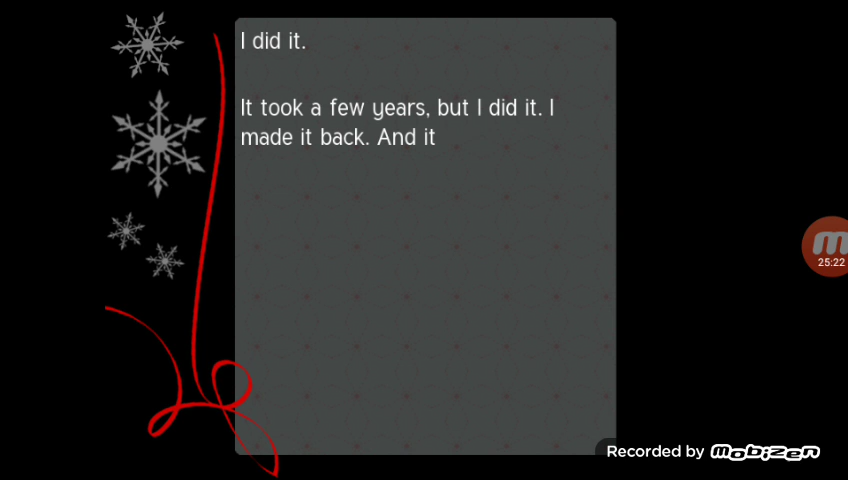 I did it.
It took a few years, but I did it. I
made it back. And it
25:22
Recorded by mobizen